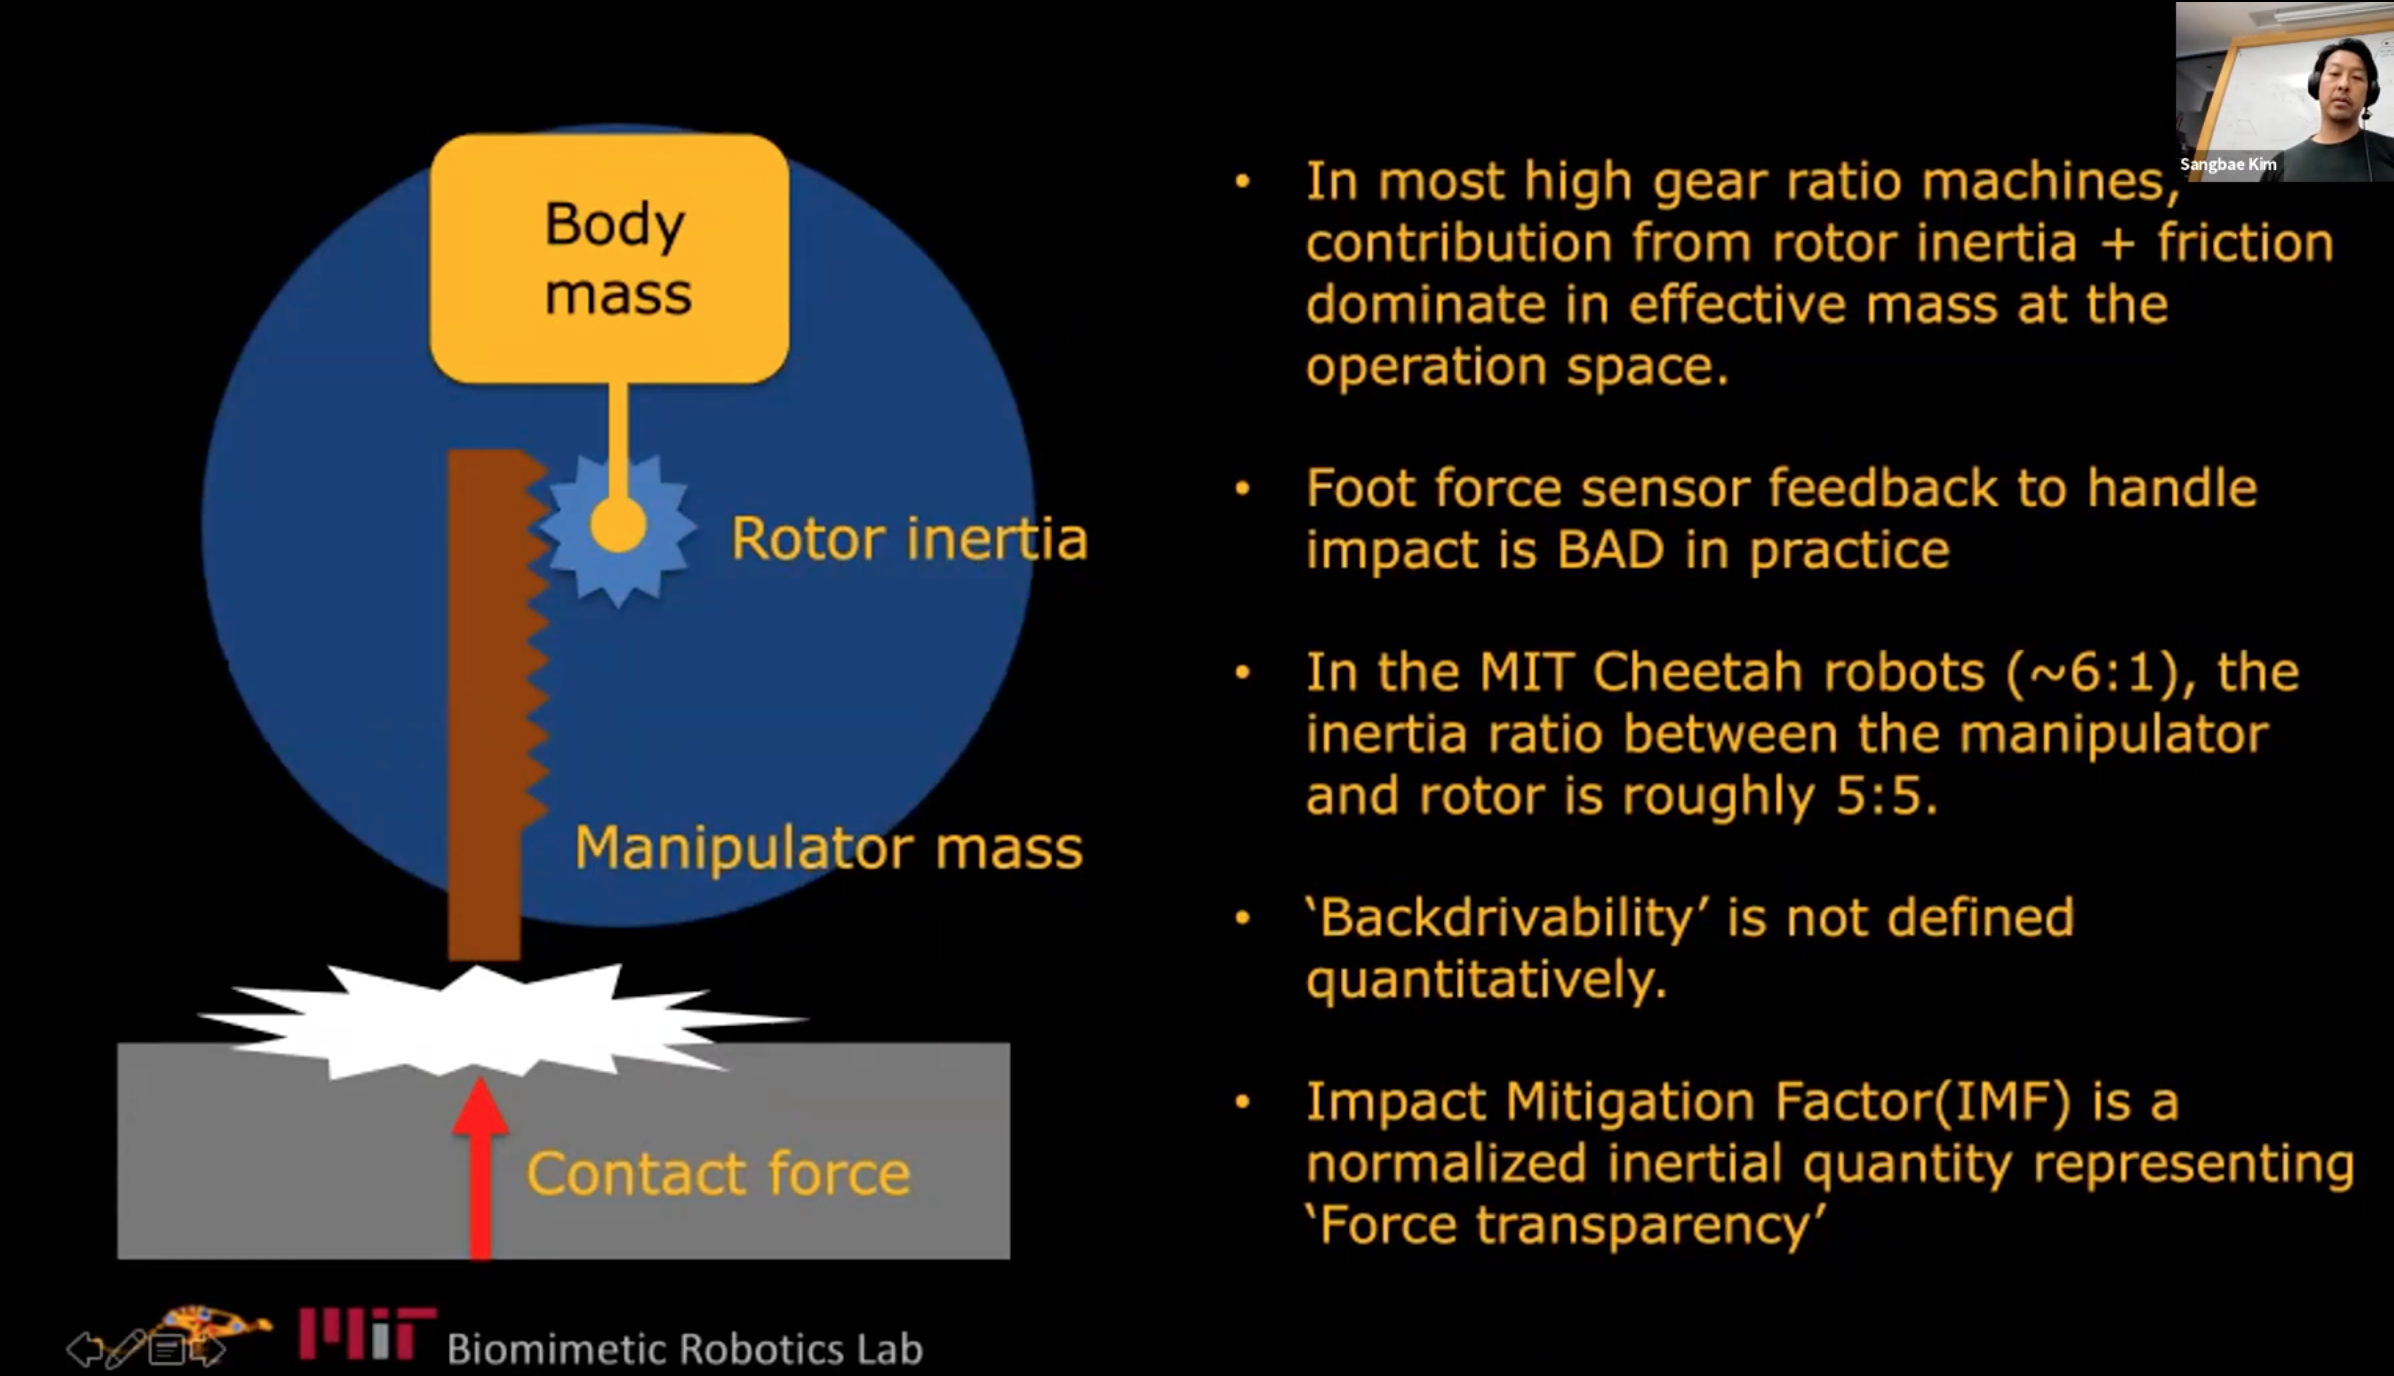 Body
mass
Rotor inertia
Manipulator mass
Contact force
• In most high gear ratio machines,
contribution from rotor inertia + friction
dominate in effective mass at the
operation space.
• Foot force sensor feedback to handle
impact is BAD in practice
• In the MIT Cheetah robots (~6:1), the
inertia ratio between the manipulator
and rotor is roughly 5:5.
• ‘Backdrivability’ is not defined
quantitatively.
• Impact Mitigation Factor(IMF) is a
normalized inertial quantity representing
‘Force transparency’
Sangbae Kim
MIT Biomimetic Robotics Lab